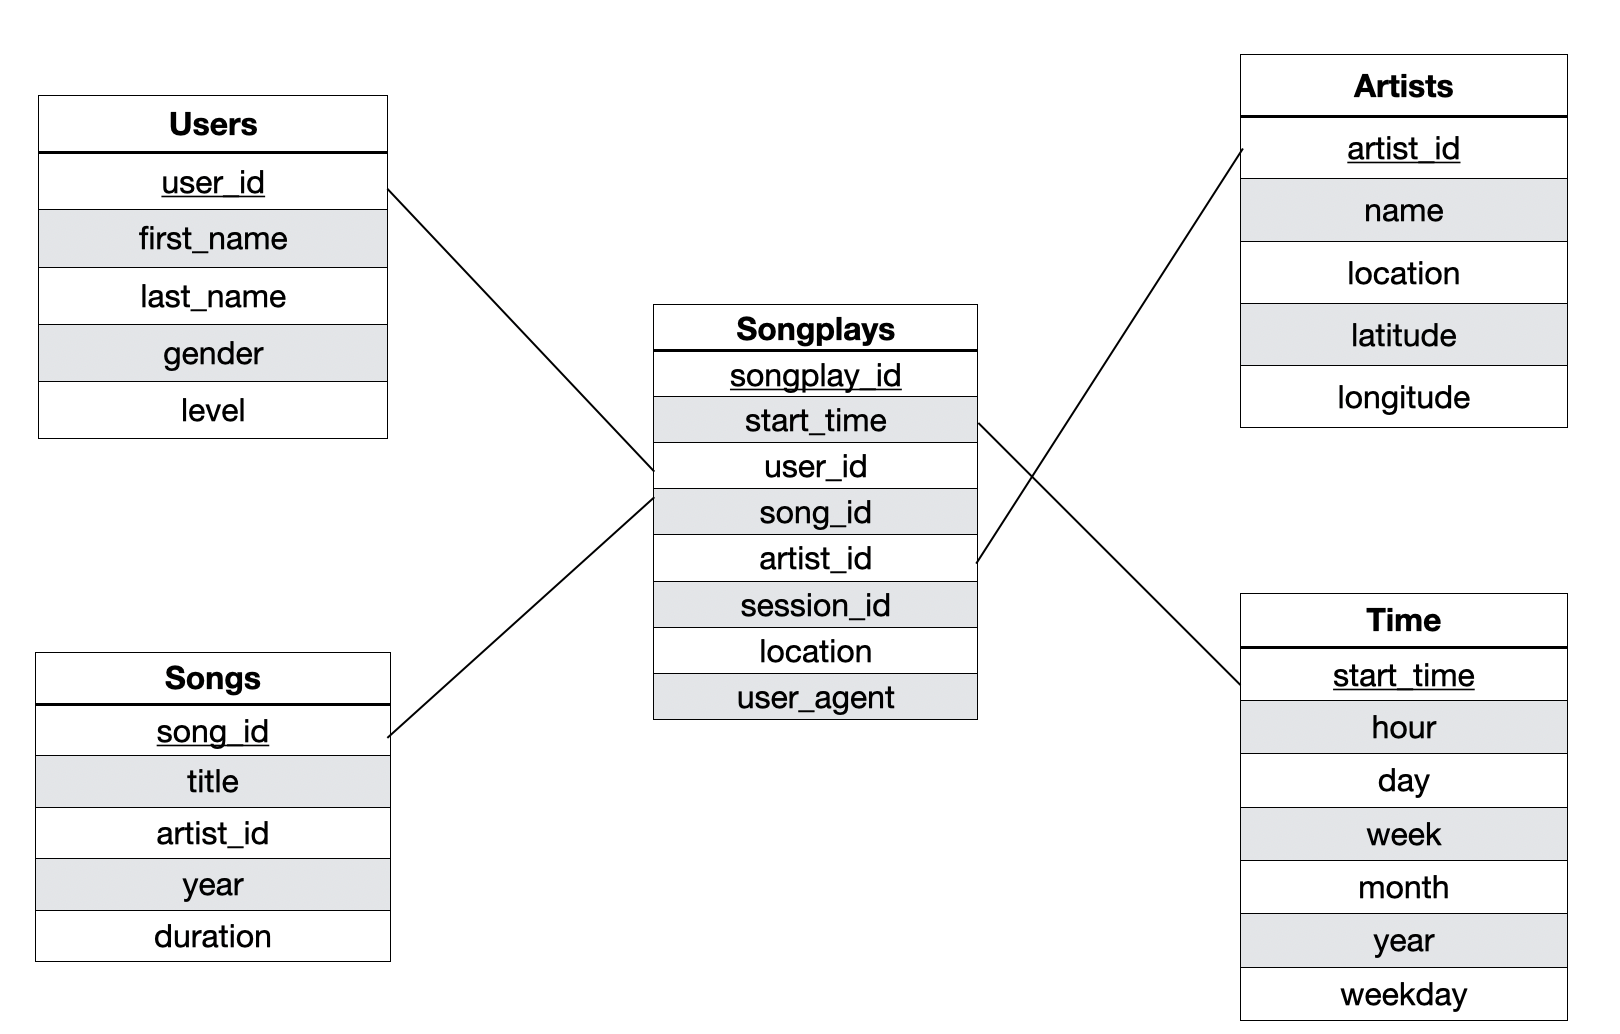 Users
user_id
first_name
last_name
gender
level
Songs
song_id
title
artist_id
year
duration
Songplays
songplay_id
start_time
user_id
song_id
artist_id
session_id
location
user_agent
Artists
artist_id
name
location
latitude
longitude
Time
start_time
hour
day
week
month
year
weekday